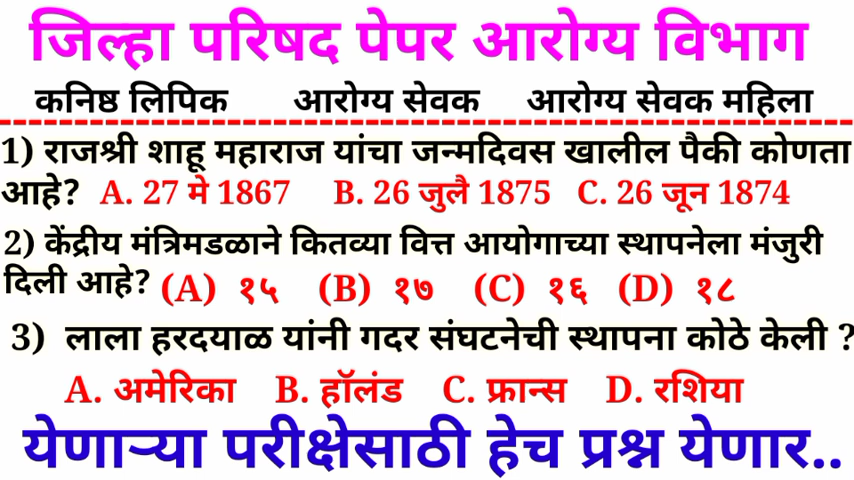 जिल्हा परिषद पेपर आरोग्य विभाग
कनिष्ठ लिपिक आरोग्य सेवक आरोग्य सेवक महिला
1) राजश्री शाहू महाराज यांचा जन्मदिवस खालील पैकी कोणता
आहे? A. 27 मे 1867 B. 26 जुलै 1875 C. 26 जून 1874
2) केंद्रीय मंत्रिमडळाने कितव्या वित्त आयोगाच्या स्थापनेला मंजुरी
दिली आहे? (A) १५ (B) १७ (C) १६ (D) १८
3) लाला हरदयाळ यांनी गदर संघटनेची स्थापना कोठे केली ?
A. अमेरिका B. हॉलंड C. फ्रान्स D. रशिया
येणाऱ्या परीक्षेसाठी हेच प्रश्न येणार..